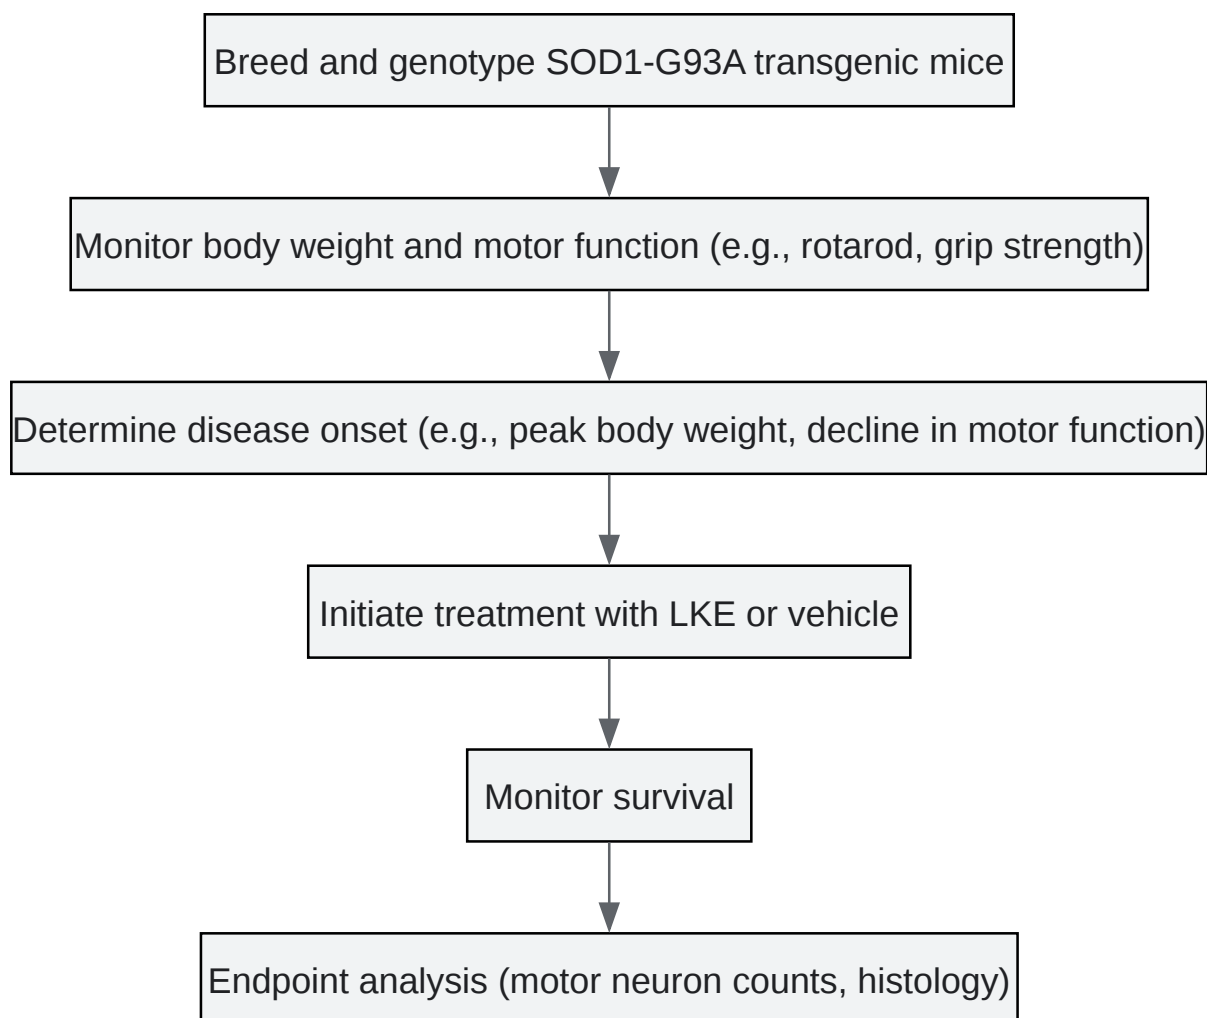 Breed and genotype SOD1-G93A transgenic mice
Monitor body weight and motor function (e.g., rotarod, grip strength)
Determine disease onset (e.g., peak body weight, decline in motor function)
Initiate treatment with LKE or vehicle
Monitor survival
Endpoint analysis (motor neuron counts, histology)